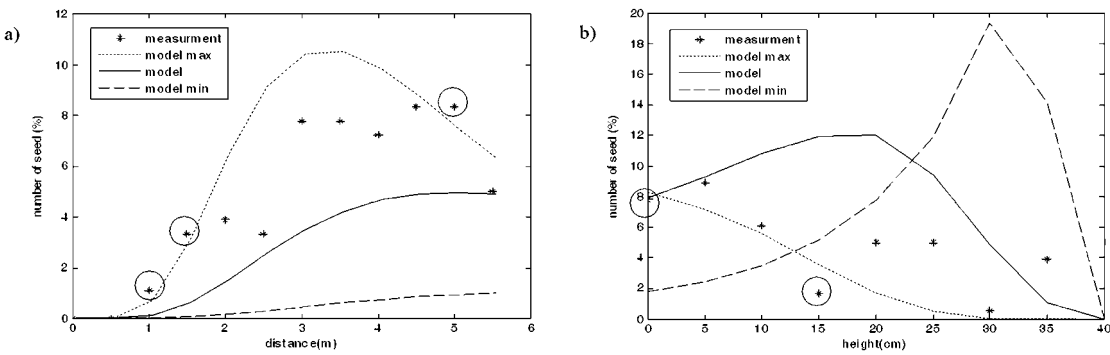 a)
measurment
model max
model
model min
number of seed (%)
12
10
8
6
4
2
0
0 1 2 3 4 5 6
distance(m)
b)
measurment
model max
model
model min
number of seed (%)
20
18
16
14
12
10
8
6
4
2
0
0 5 10 15 20 25 30 35 40
height(cm)